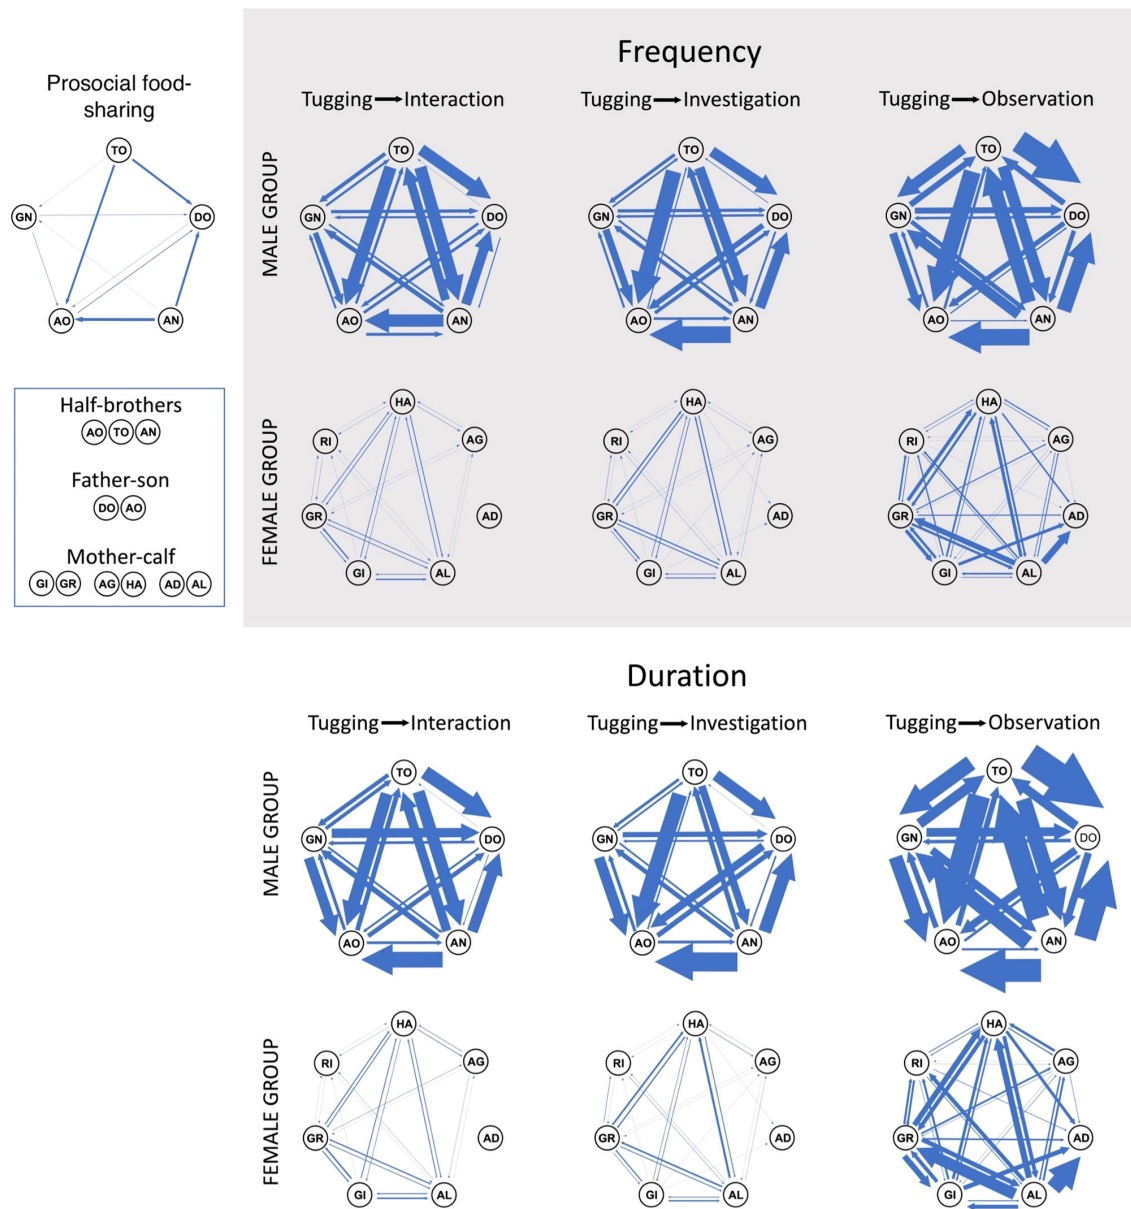 Prosocial food-
sharing
TO
GN
DO
AO
AN
Half-brothers
AO TO AN
Father-son
DO AO
Mother-calf
GI GR AG HA AD AL
Frequency
Tugging Interaction
Tugging Investigation
Tugging Observation
MALE GROUP
TO
GN
DO
AO
AN
TO
GN
DO
AO
AN
TO
GN
DO
AO
AN
FEMALE GROUP
HA
RI
AG
GR
AD
GI
AL
HA
RI
AG
GR
AD
GI
AL
HA
RI
AG
GR
AD
GI
AL
Duration
Tugging Interaction
Tugging Investigation
Tugging Observation
MALE GROUP
TO
GN
DO
AO
AN
TO
GN
DO
AO
AN
TO
GN
DO
AO
AN
FEMALE GROUP
HA
RI
AG
GR
AD
GI
AL
HA
RI
AG
GR
AD
GI
AL
HA
RI
AG
GR
AD
GI
AL